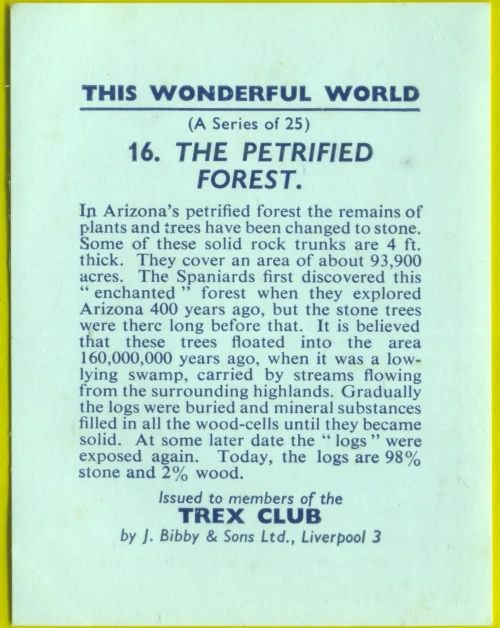 THIS WONDERFUL WORLD
(A Series of 25)
16. THE PETRIFIED
FOREST.
In Arizona's petrified forest the remains of
plants and trees have been changed to stone.
Some of these solid rock trunks are 4 ft.
thick. They cover an area of about 93,900
acres. The Spaniards first discovered this
" enchanted " forest when they explored
Arizona 400 years ago, but the stone trees
were there long before that. It is believed
that these trees floated into the area
160,000,000 years ago, when it was a low-
lying swamp, carried by streams flowing
from the surrounding highlands. Gradually
the logs were buried and mineral substances
filled in all the wood-cells until they became
solid. At some later date the " logs " were
exposed again. Today, the logs are 98%
stone and 2% wood.
Issued to members of the
TREX CLUB
by J. Bibby & Sons Ltd., Liverpool 3